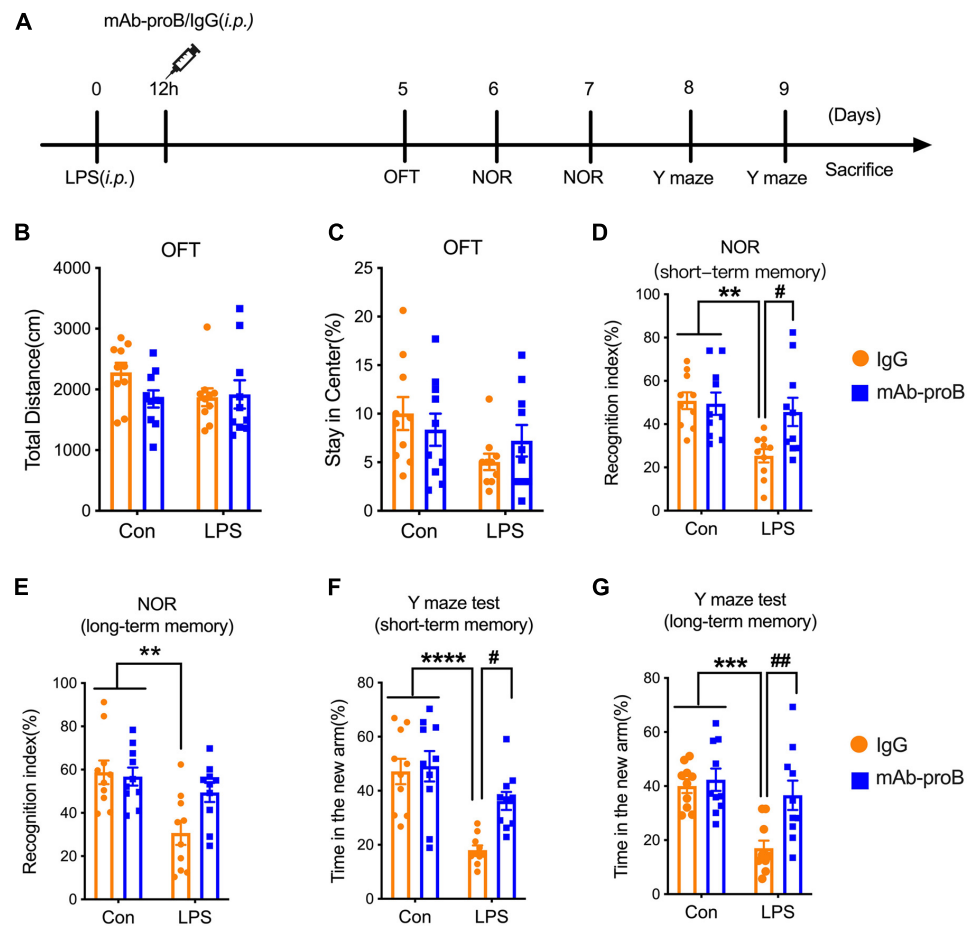 A
mAb-proB/IgG(i.p.)
0 12h 5 6 7 8 9 (Days)
LPS(i.p.) OFT NOR NOR Y maze Y maze Sacrifice
B
OFT
Total Distance(cm)
4000
3000
2000
1000
0
Con LPS
C
OFT
Stay in Center(%)
25
20
15
10
5
0
Con LPS
D
NOR
(short-term memory)
Recognition index(%)
100
80
60
40
20
0
** #
Con LPS
IgG
mAb-proB
E
NOR
(long-term memory)
Recognition index(%)
100
80
60
40
20
0
**
Con LPS
F
Y maze test
(short-term memory)
Time in the new arm(%)
80
60
40
20
0
**** #
Con LPS
G
Y maze test
(long-term memory)
Time in the new arm(%)
80
60
40
20
0
*** ##
Con LPS
IgG
mAb-proB